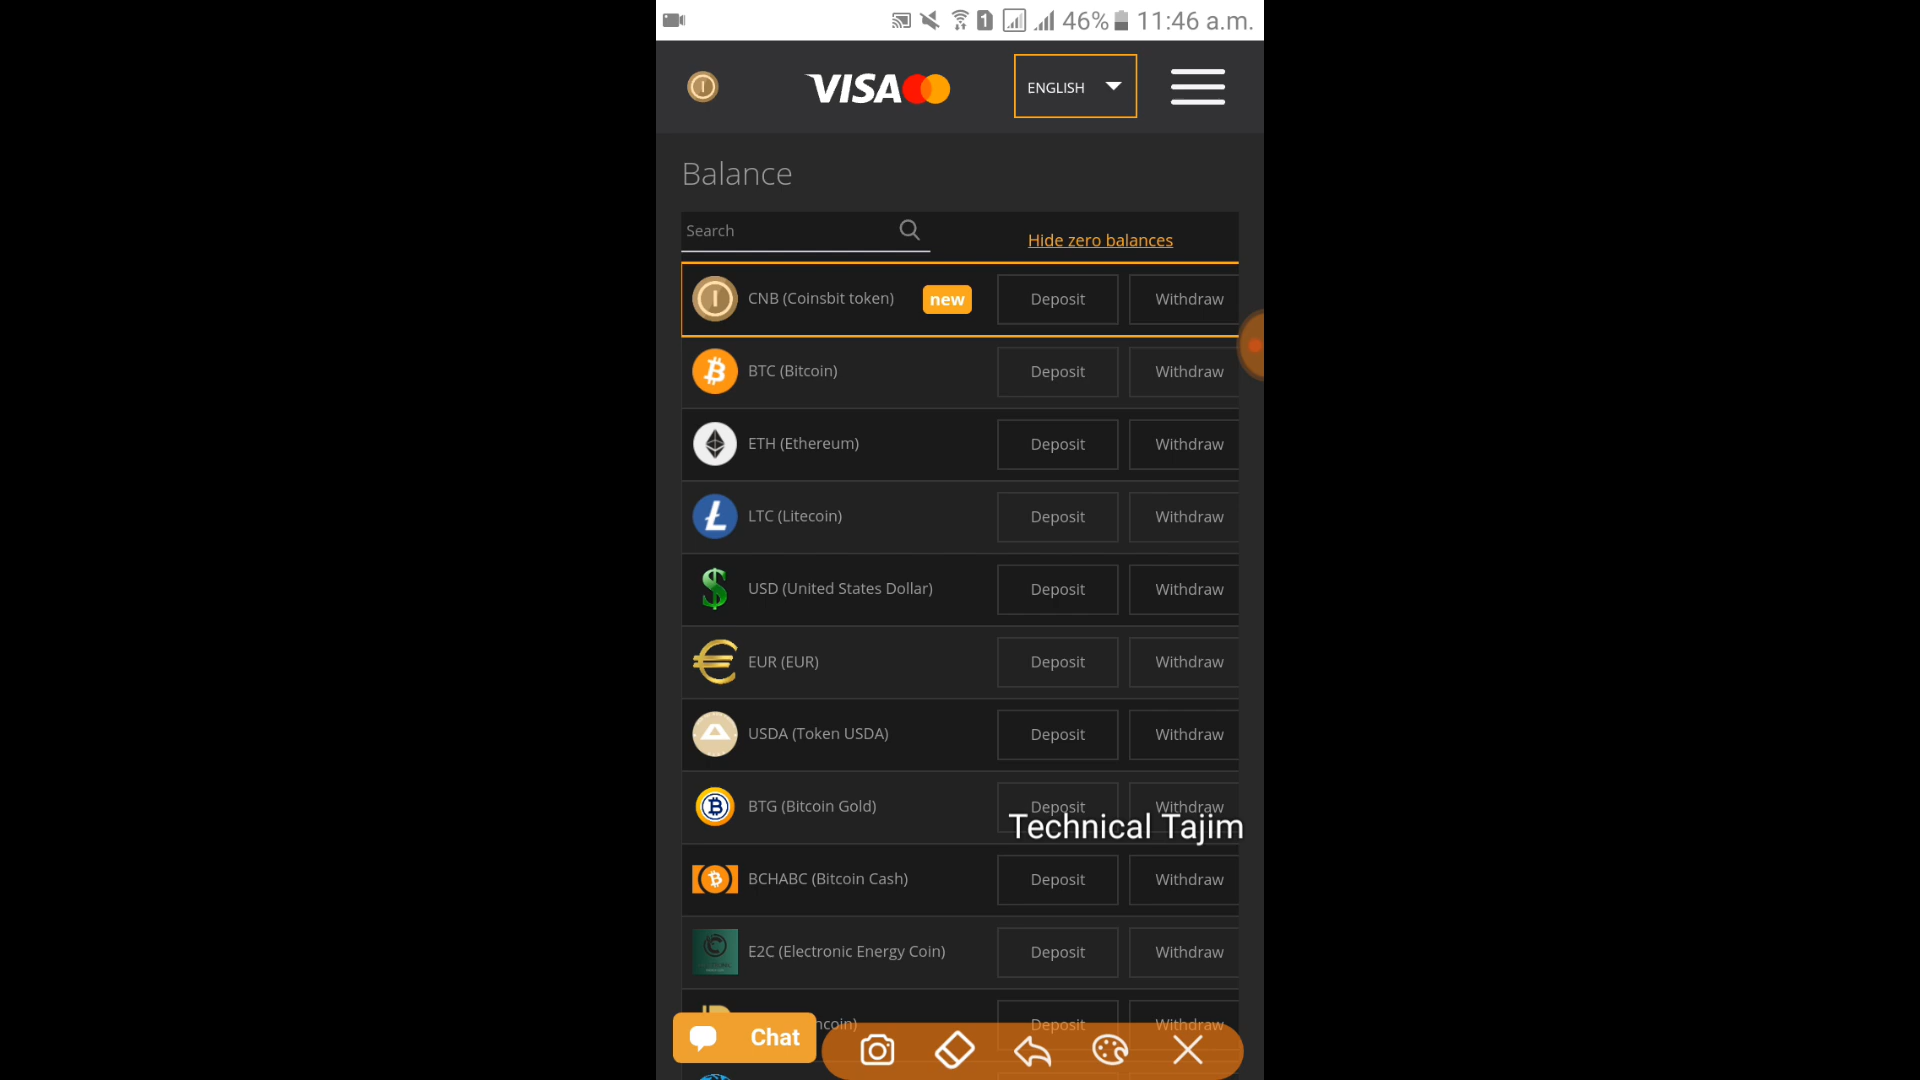 1 46% 11:46 a.m.
VISA ENGLISH
Balance
Search
Hide zero balances
CNB (Coinsbit token) new Deposit Withdraw
BTC (Bitcoin) Deposit Withdraw
ETH (Ethereum) Deposit Withdraw
LTC (Litecoin) Deposit Withdraw
USD (United States Dollar) Deposit Withdraw
EUR (EUR) Deposit Withdraw
USDA (Token USDA) Deposit Withdraw
BTG (Bitcoin Gold) Deposit Withdraw
Technical Tajim
BCHABC (Bitcoin Cash) Deposit Withdraw
E2C (Electronic Energy Coin) Deposit Withdraw
ncoin) Deposit Withdraw
Chat